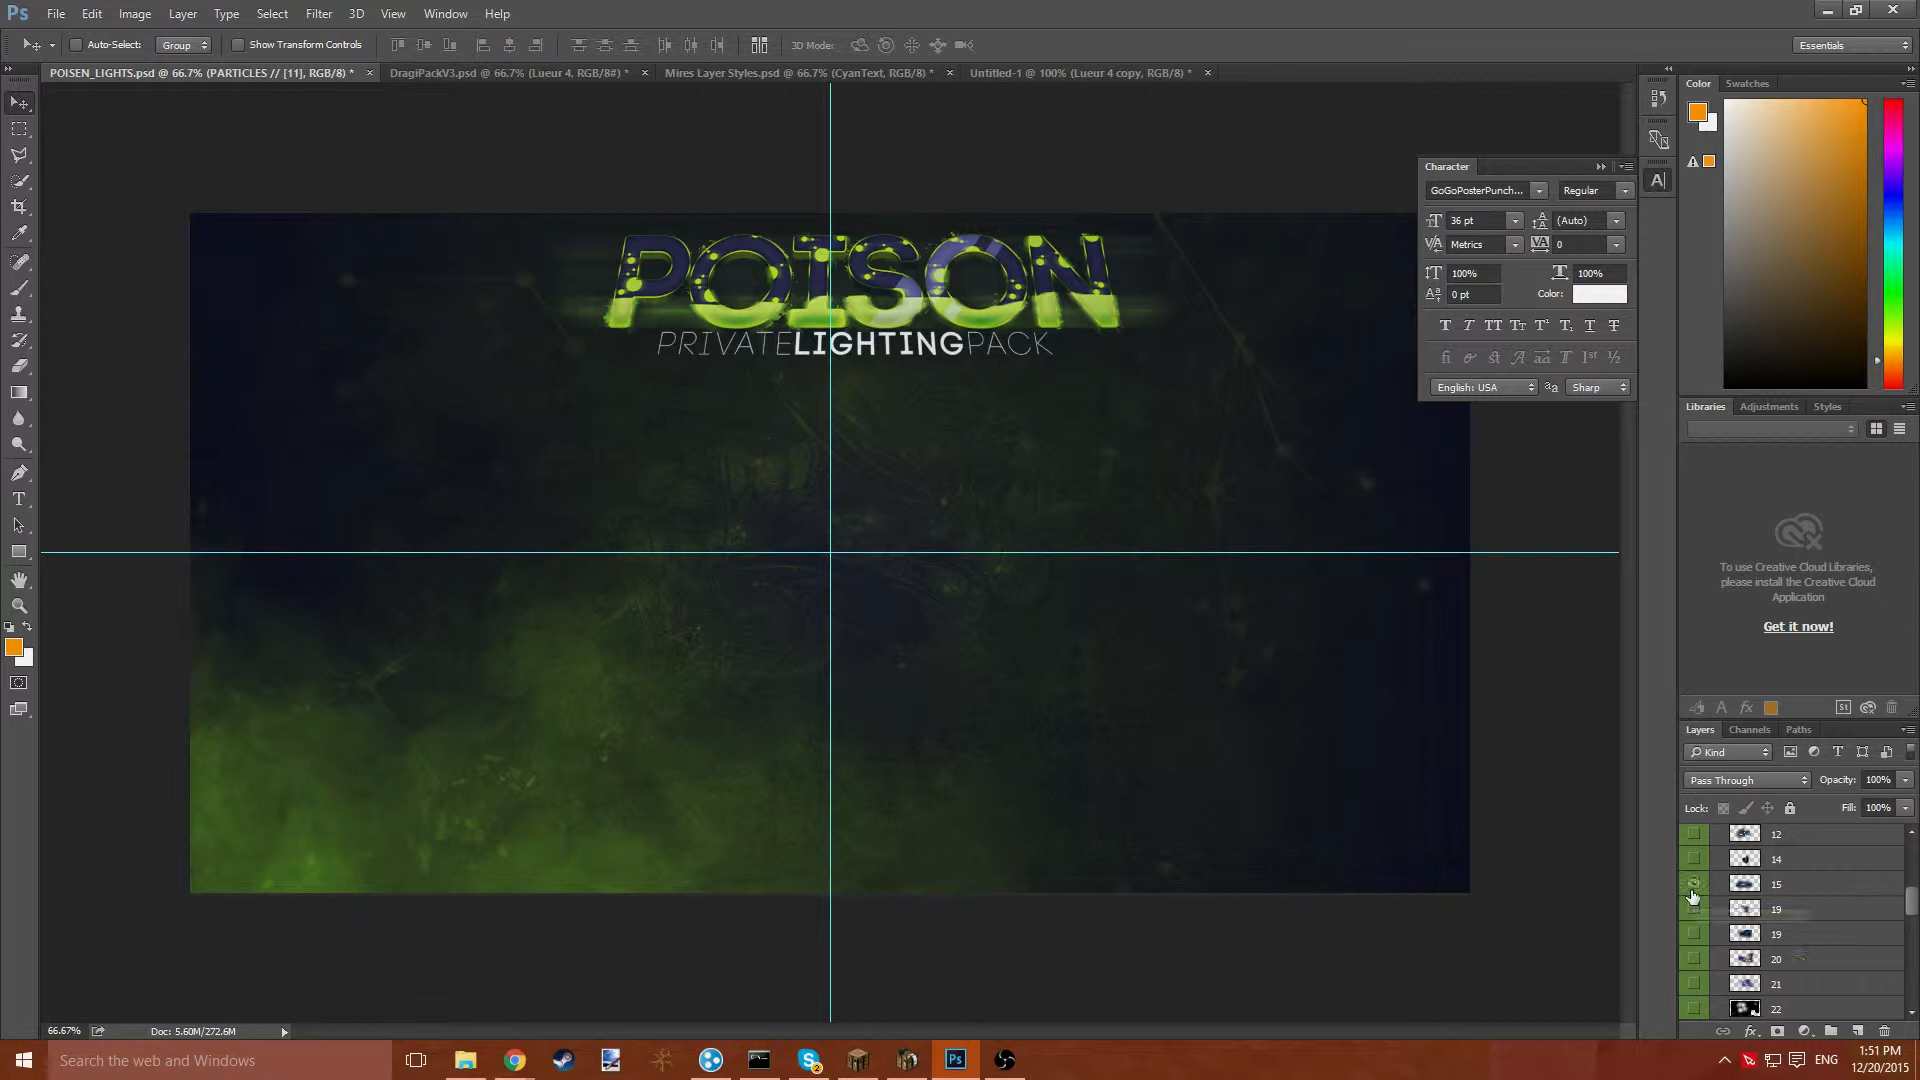 Ps File Edit Image Layer Type Select Filter 3D View Window Help
Auto-Select: Group Show Transform Controls 3D Mode: Essentials
POISEN_LIGHTS.psd @ 66.7% (PARTICLES // [11], RGB/8) * × DragiPackV3.psd @ 66.7% (Lueur 4, RGB/8#) * × Mires Layer Styles.psd @ 66.7% (CyanText, RGB/8) * × Untitled-1 @ 100% (Lueur 4 copy, RGB/8) * ×
Color Swatches
Character
GoGoPosterPunch... Regular
36 pt (Auto)
Metrics 0
100% 100%
0 pt Color:
English: USA Sharp
POISON
PRIVATELIGHTINGPACK
Libraries Adjustments Styles
To use Creative Cloud Libraries,
please install the Creative Cloud
Application
Get it now!
Layers Channels Paths
Kind
Pass Through Opacity: 100%
Lock: Fill: 100%
12
14
15
19
19
20
21
22
66.67% Doc: 5.60M/272.6M
Search the web and Windows
2
Ps
ENG
1:51 PM
12/20/2015